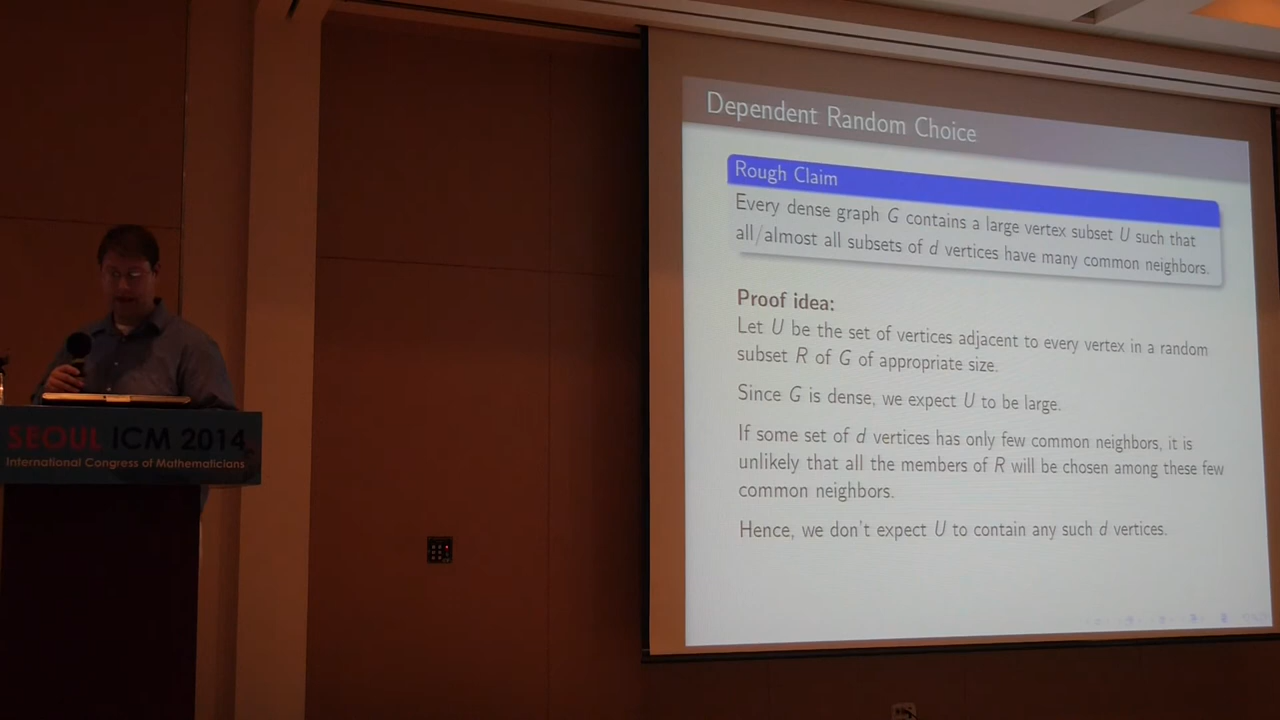 SEOUL ICM 2014
International Congress of Mathematicians
Dependent Random Choice
Rough Claim
Every dense graph G contains a large vertex subset U such that
all/almost all subsets of d vertices have many common neighbors.
Proof idea:
Let U be the set of vertices adjacent to every vertex in a random
subset R of G of appropriate size.
Since G is dense, we expect U to be large.
If some set of d vertices has only few common neighbors, it is
unlikely that all the members of R will be chosen among these few
common neighbors.
Hence, we don't expect U to contain any such d vertices.